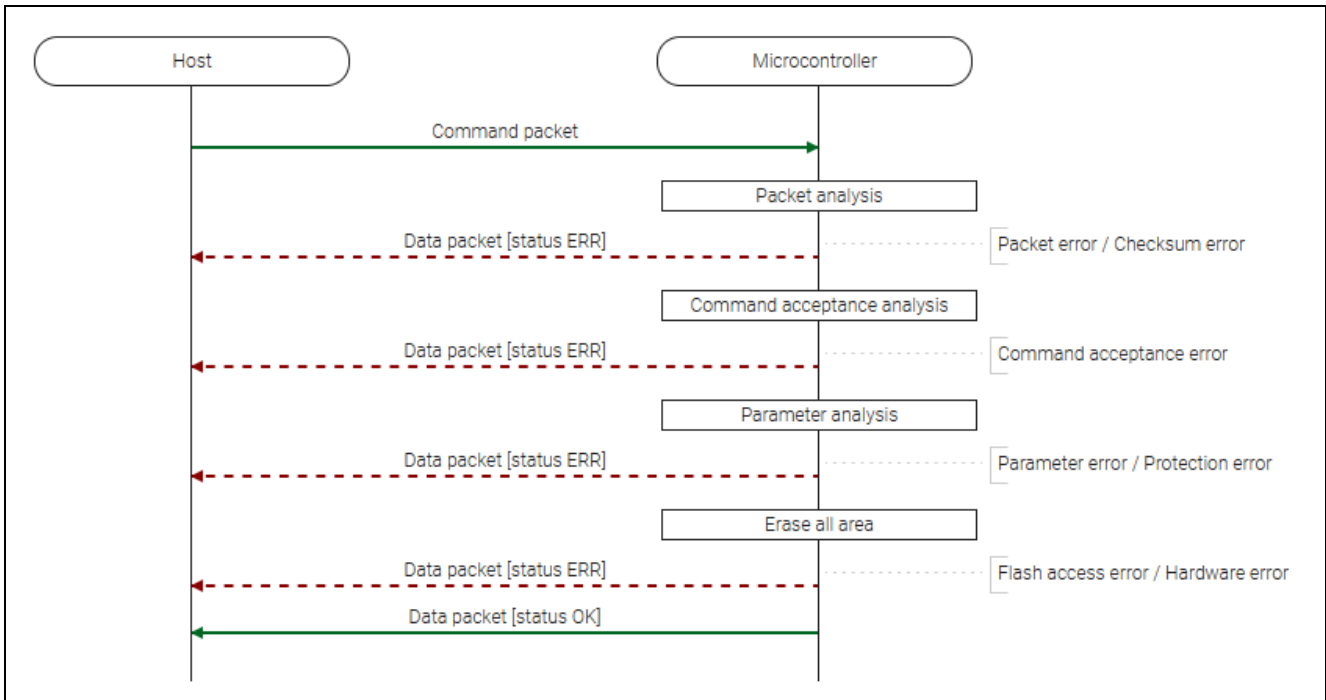 Host
Microcontroller
Command packet
Packet analysis
Data packet [status ERR]
Packet error / Checksum error
Command acceptance analysis
Data packet [status ERR]
Command acceptance error
Parameter analysis
Data packet [status ERR]
Parameter error / Protection error
Erase all area
Data packet [status ERR]
Flash access error / Hardware error
Data packet [status OK]